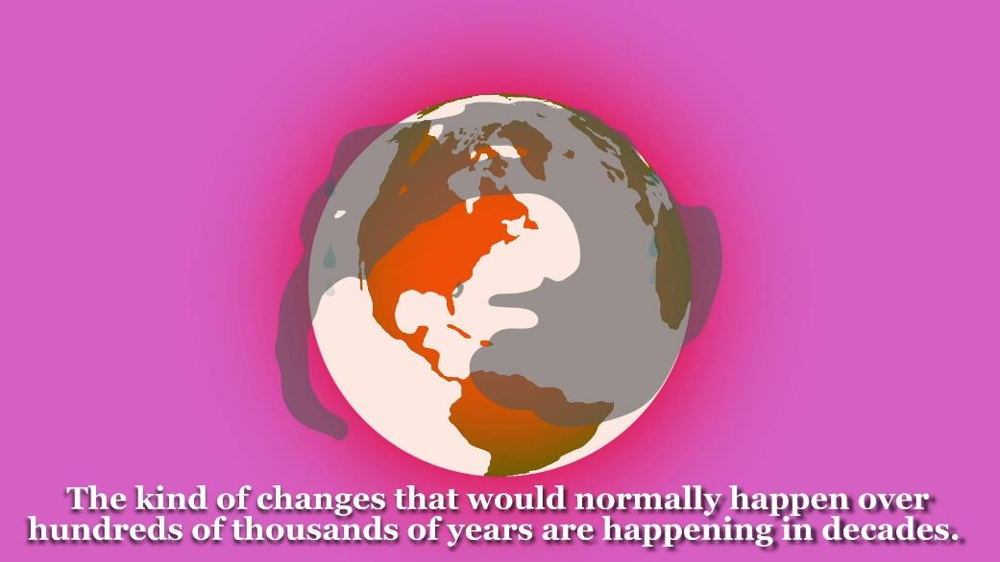 The kind of changes that would normally happen over
hundreds of thousands of years are happening in decades.